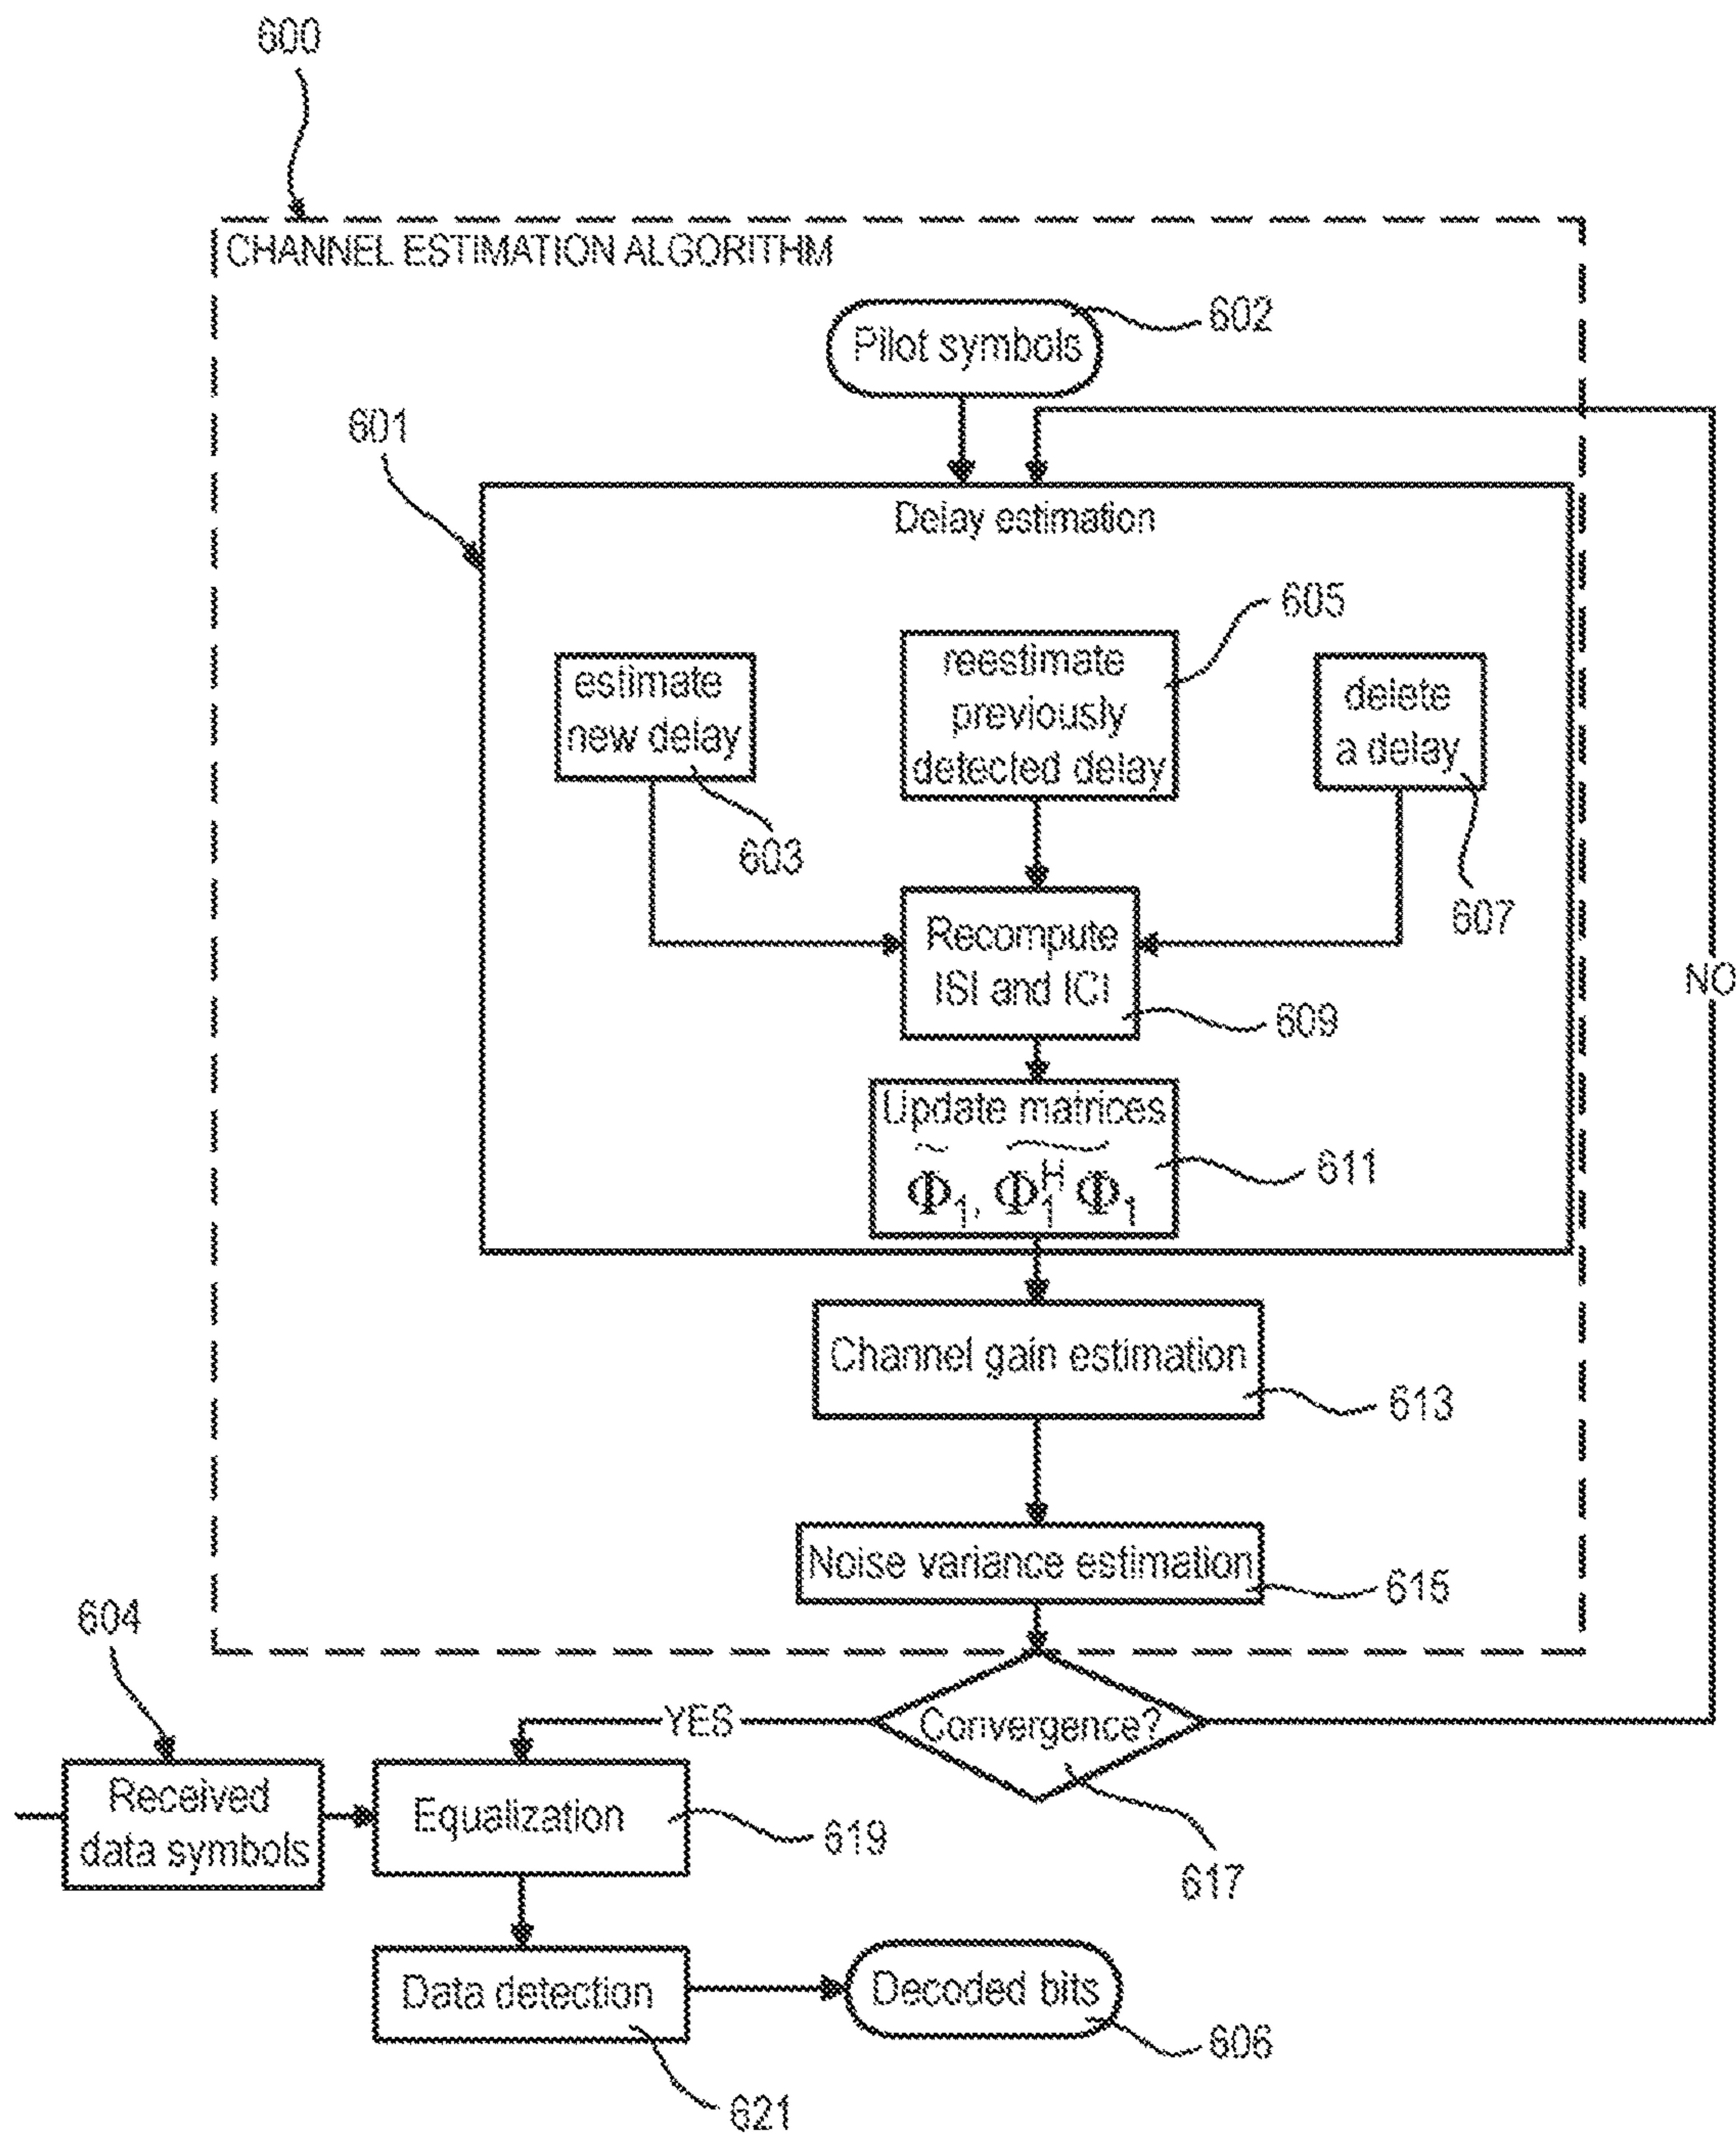 600
CHANNEL ESTIMATION ALGORITHM
Pilot symbols
602
601
Delay estimation
605
estimate
new delay
reestimate
previously
detected delay
delete
a delay
603
607
Recompute
ISI and ICI
609
NO
Update matrices
Φ̃₁, Φ₁ᴴ Φ₁
611
Channel gain estimation
613
Noise variance estimation
615
604
YES
Convergence?
Received
data symbols
Equalization
619
617
Data detection
Decoded bits
606
621